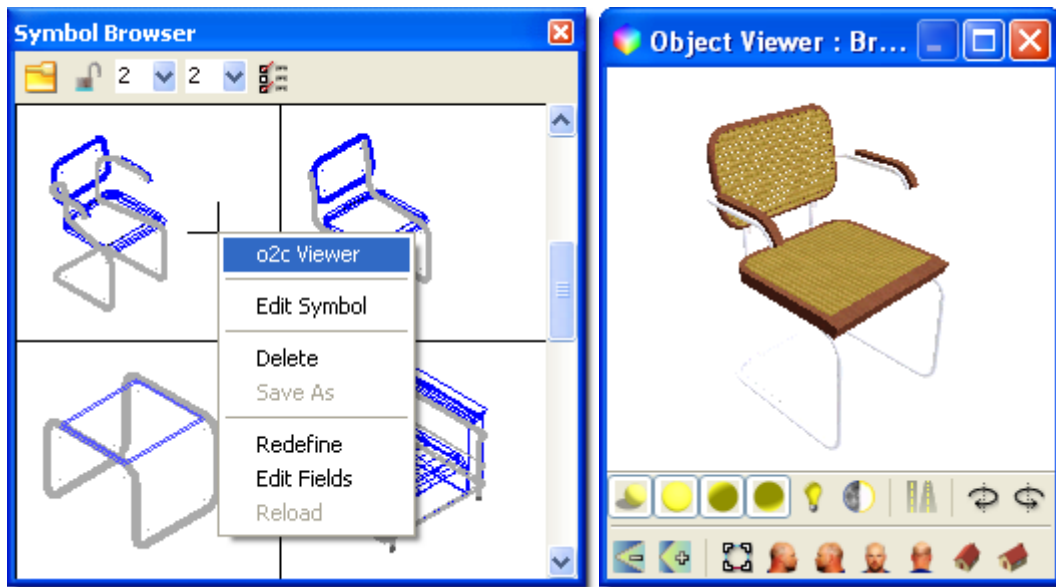 Symbol Browser
2 2
o2c Viewer
Edit Symbol
Delete
Save As
Redefine
Edit Fields
Reload
Object Viewer : Br...